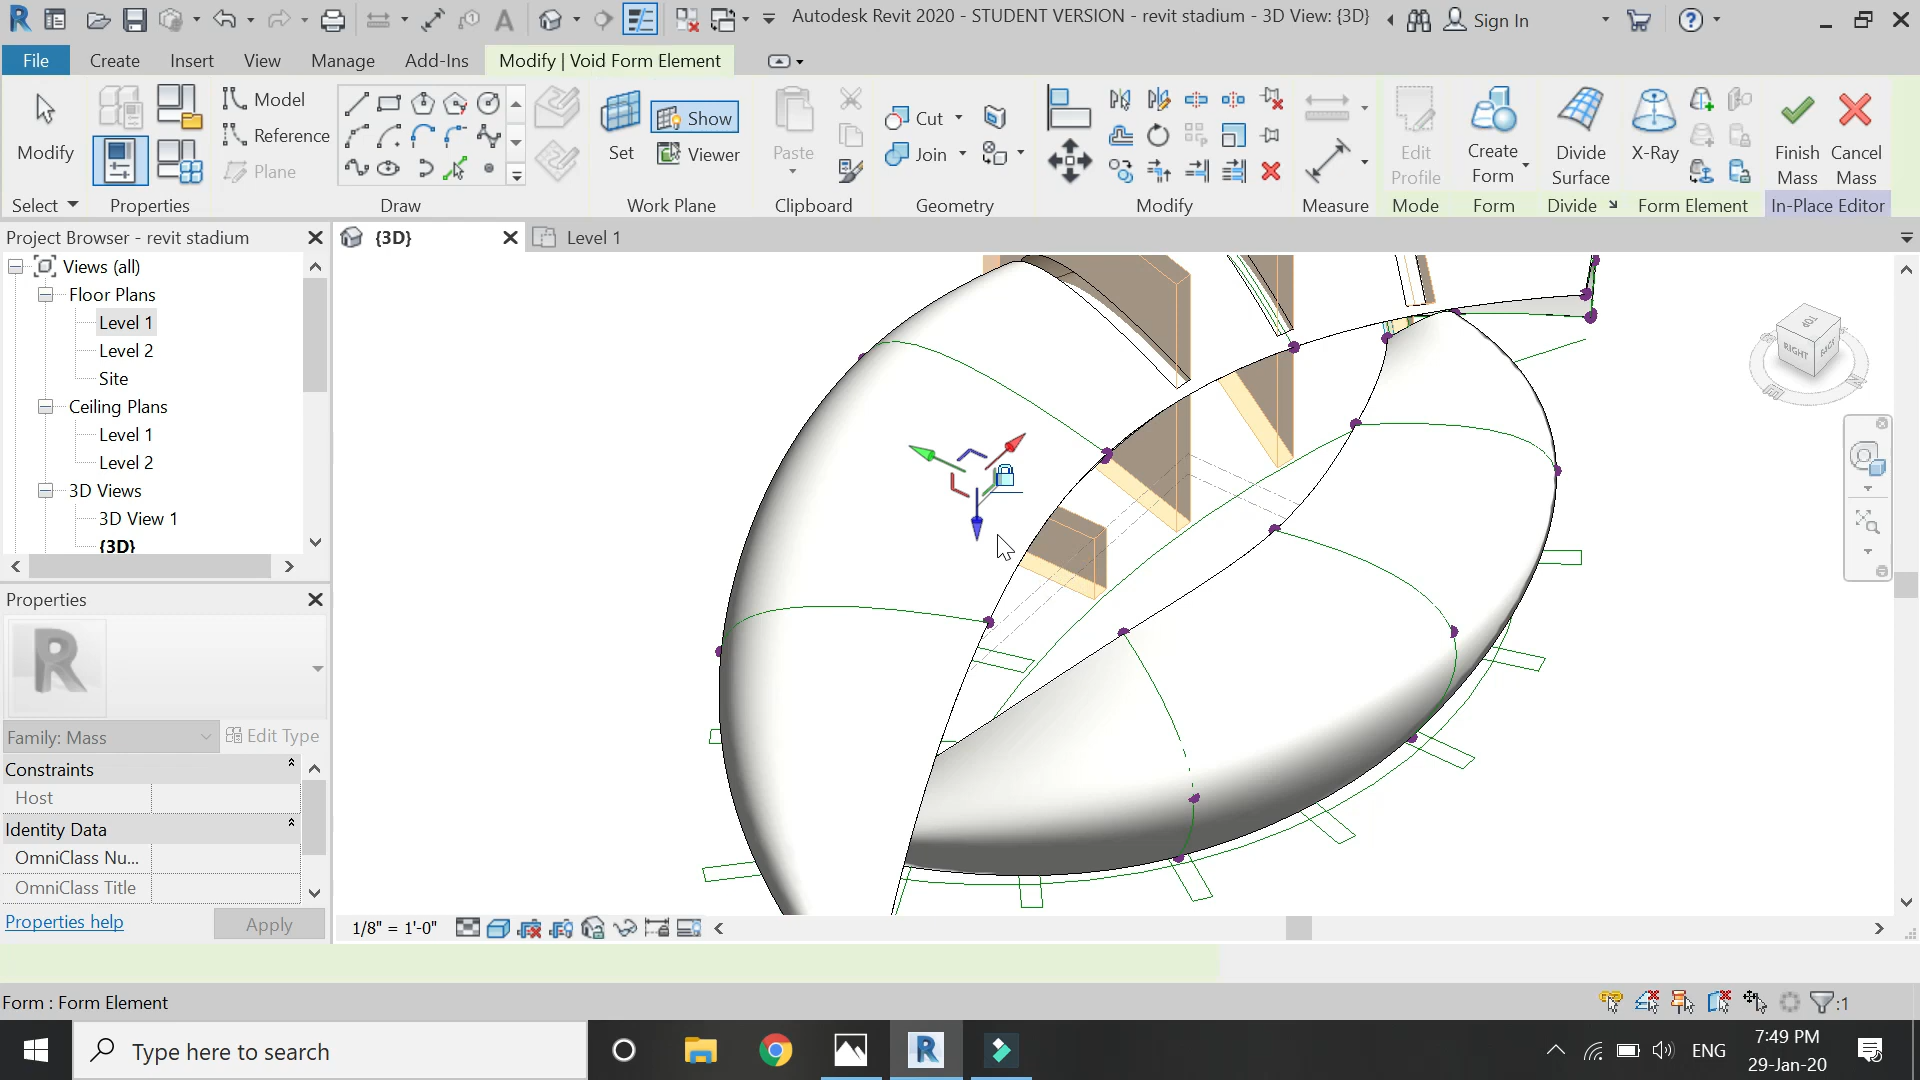 Autodesk Revit 2020 - STUDENT VERSION - revit stadium - 3D View: {3D}
Sign In
File
Create
Insert
View
Manage
Add-Ins
Modify | Void Form Element
Modify
Model
Reference
Plane
Set
Show
Viewer
Paste
Cut
Join
Edit Profile
Create Form
Divide Surface
X-Ray
Finish Mass
Cancel Mass
Select
Properties
Draw
Work Plane
Clipboard
Geometry
Modify
Measure
Mode
Form
Divide
Form Element
In-Place Editor
Project Browser - revit stadium
{3D}
Level 1
Views (all)
Floor Plans
Level 1
Level 2
Site
Ceiling Plans
Level 1
Level 2
3D Views
3D View 1
{3D}
TOP
RIGHT
Properties
R
Family: Mass
Edit Type
Constraints
Host
Identity Data
OmniClass Nu...
OmniClass Title
Properties help
Apply
1/8" = 1'-0"
Form : Form Element
:1
Type here to search
ENG
7:49 PM
29-Jan-20